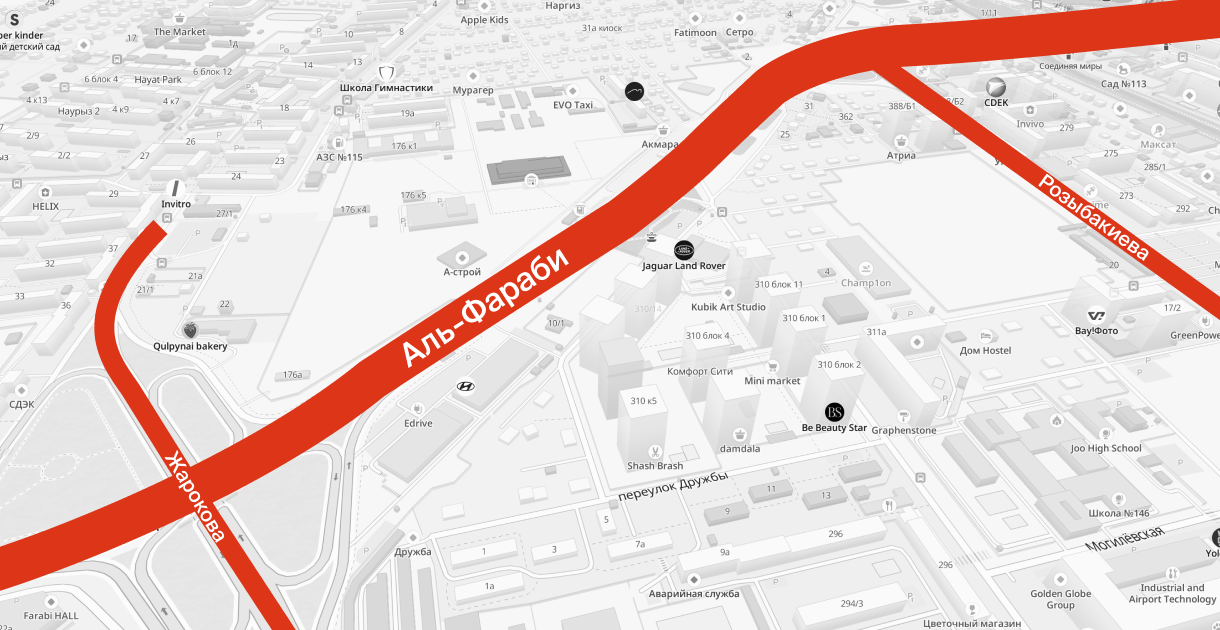 S
per kinder
ий детский сад
17
The Market
1д
10
Apple Kids
Наргиз
8
31а киоск
Fatimoon
Сетро
1/11
6 блок 4
Hayat Park
6 блок 12
14
13
Школа Гимнастики
Мурагер
EVO Taxi
2
Соединяя миры
Сад №113
4 к13
Наурыз 2
4 к9
4 к7
18
19а
31
362
388/Б1
/Б2
CDEK
Invivo
279
Максат
2/9
2/2
27
26
23
АЗС №115
176 к1
Акмара
25
Атрия
275
285/1
24
HELIX
29
Invitro
27/1
176 к5
176 к4
273
292
33
37
32
21а
21/1
22
А-строй
Jaguar Land Rover
Аль-Фараби
Розыбакиева
20
4
Champ1on
310 блок 11
Kubik Art Studio
310 блок 1
310/14
310 блок 4
10/1
36
Qulpynai bakery
176а
311а
Дом Hostel
Bay!Фото
17/2
GreenPowe
СДЭК
Комфорт Сити
Mini market
310 блок 2
310 к5
Edrive
Be Beauty Star
Graphenstone
damdala
Shash Brash
Joo High School
Жарокова
переулок Дружбы
11
13
9
5
Школа №146
296
Могилёвская
Дружба
1
3
7а
9а
1а
296
Yolo
Аварийная служба
294/3
Golden Globe
Group
Industrial and
Airport Technology
Farabi HALL
22а
Цветочный магазин